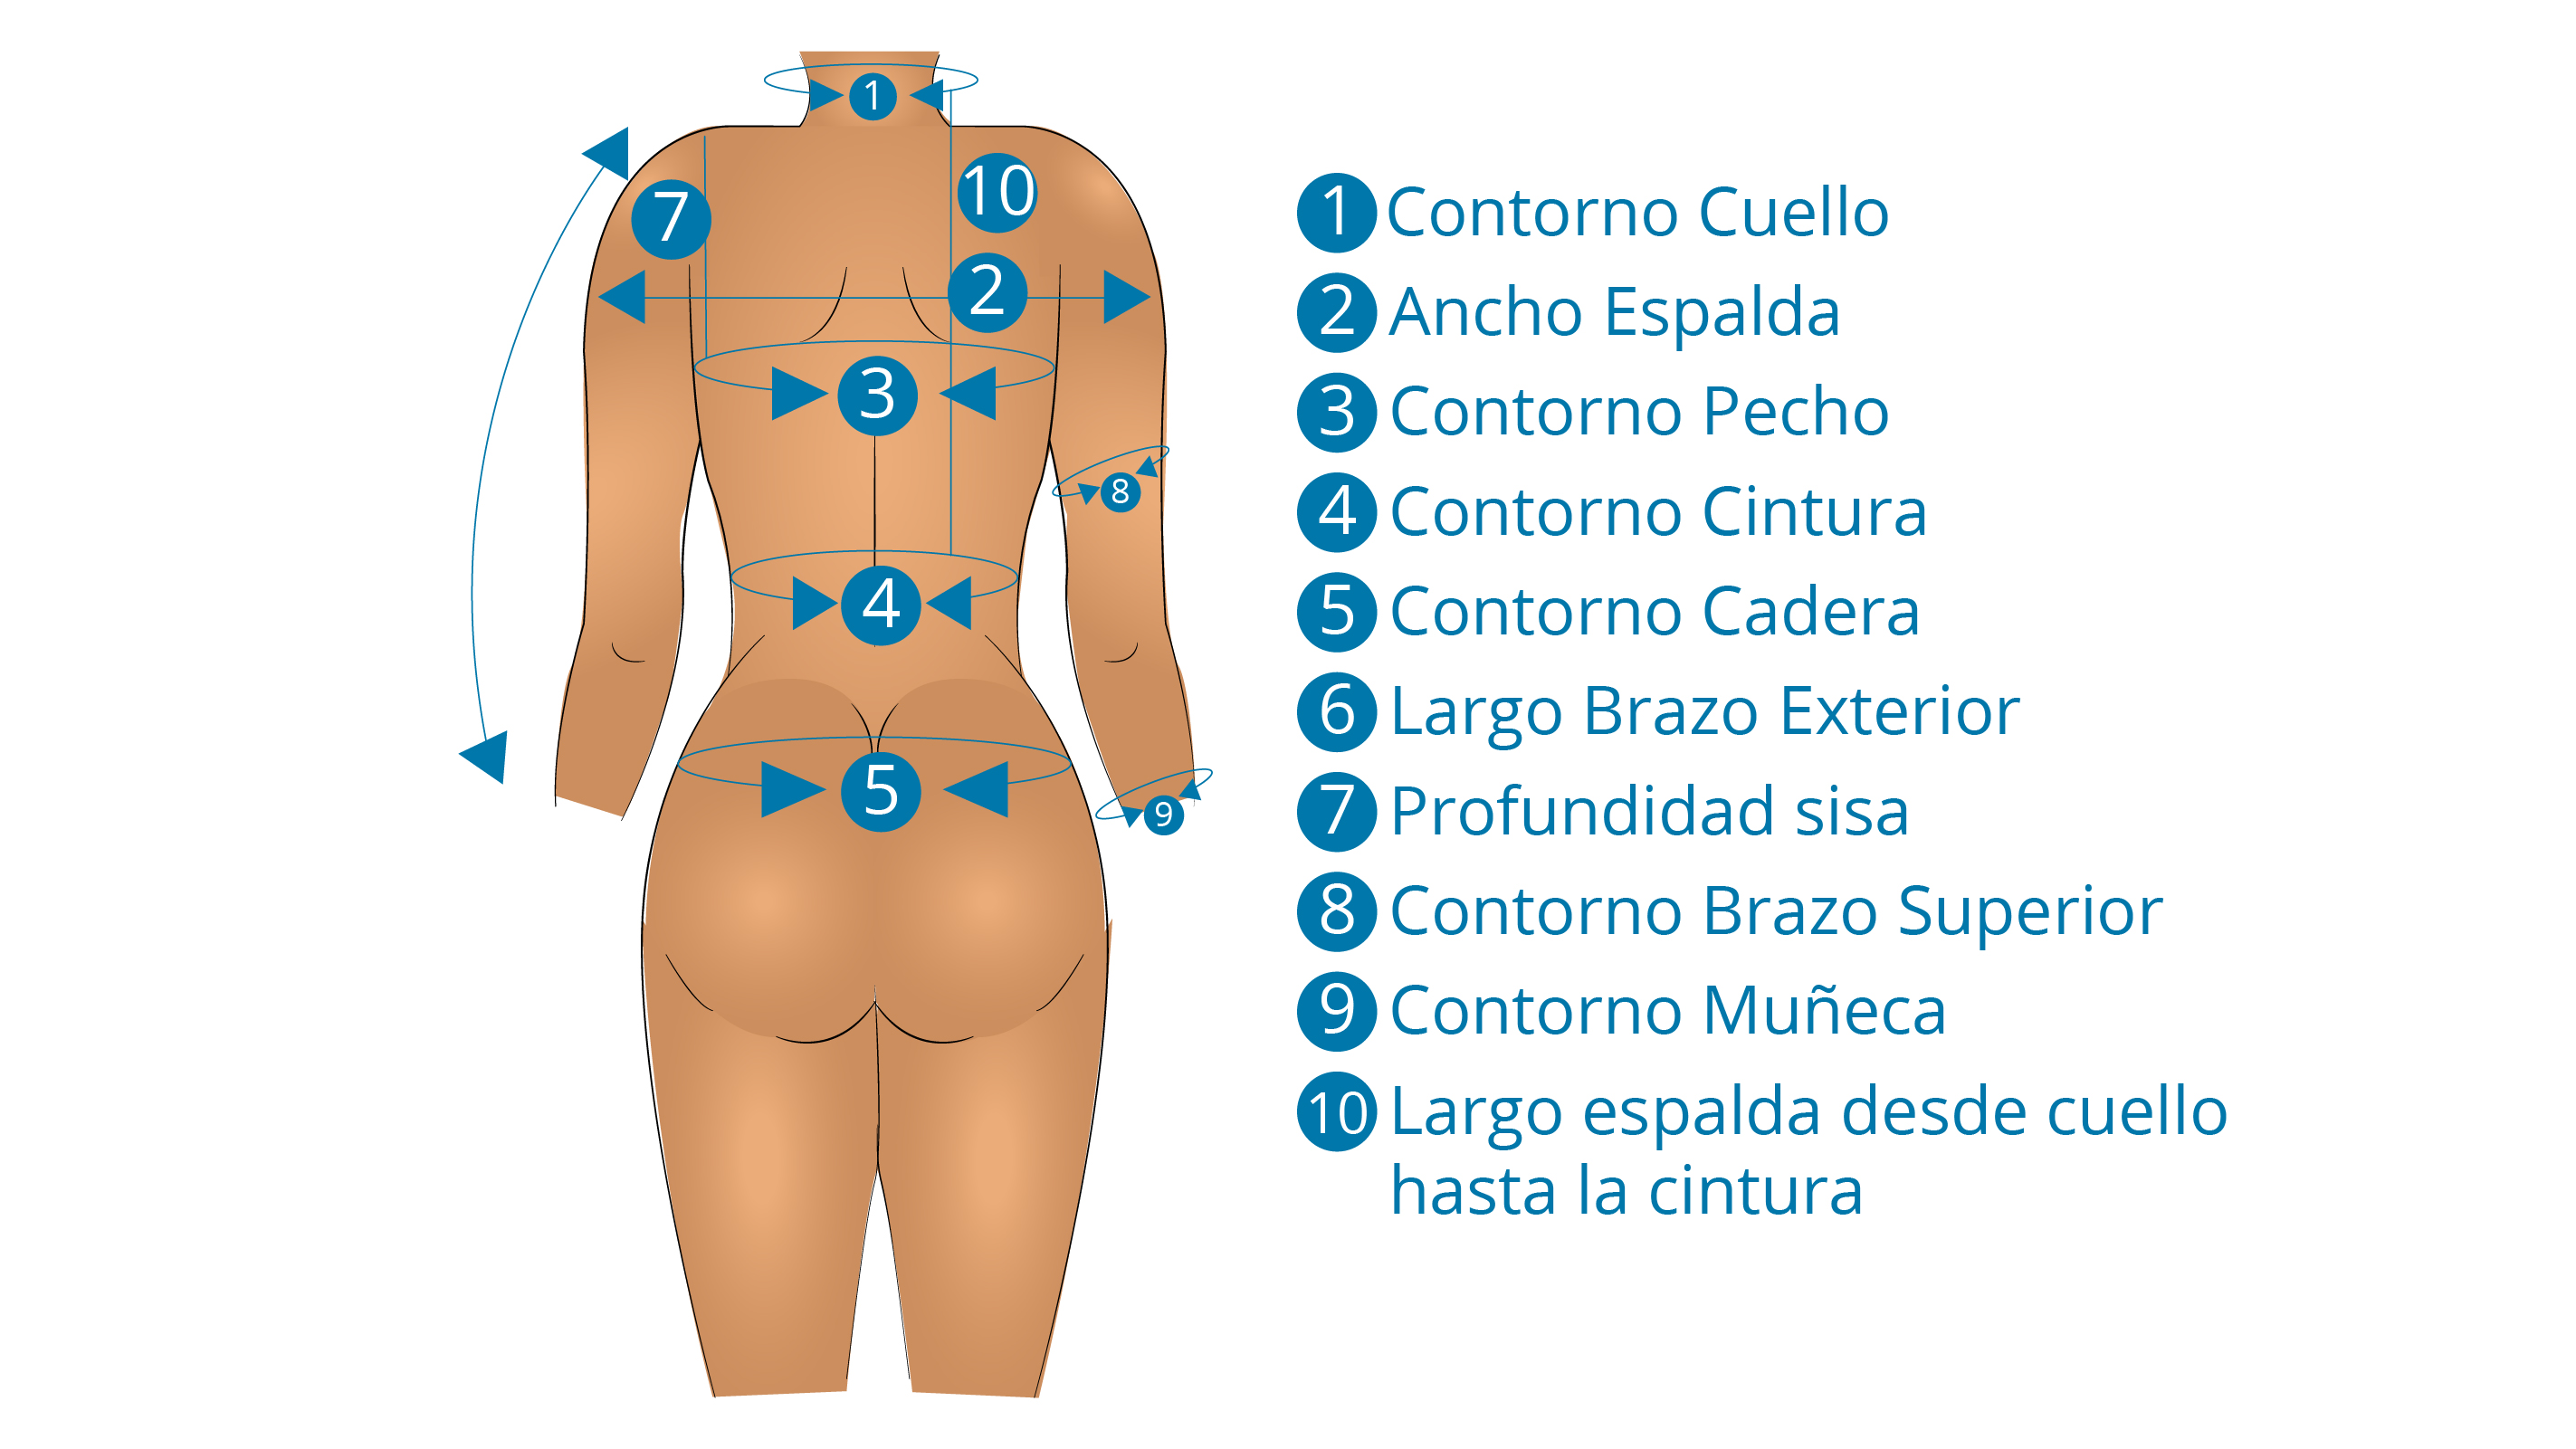 1
10
7
2
3
8
4
5
9
1 Contorno Cuello
2 Ancho Espalda
3 Contorno Pecho
4 Contorno Cintura
5 Contorno Cadera
6 Largo Brazo Exterior
7 Profundidad sisa
8 Contorno Brazo Superior
9 Contorno Muñeca
10 Largo espalda desde cuello
hasta la cintura